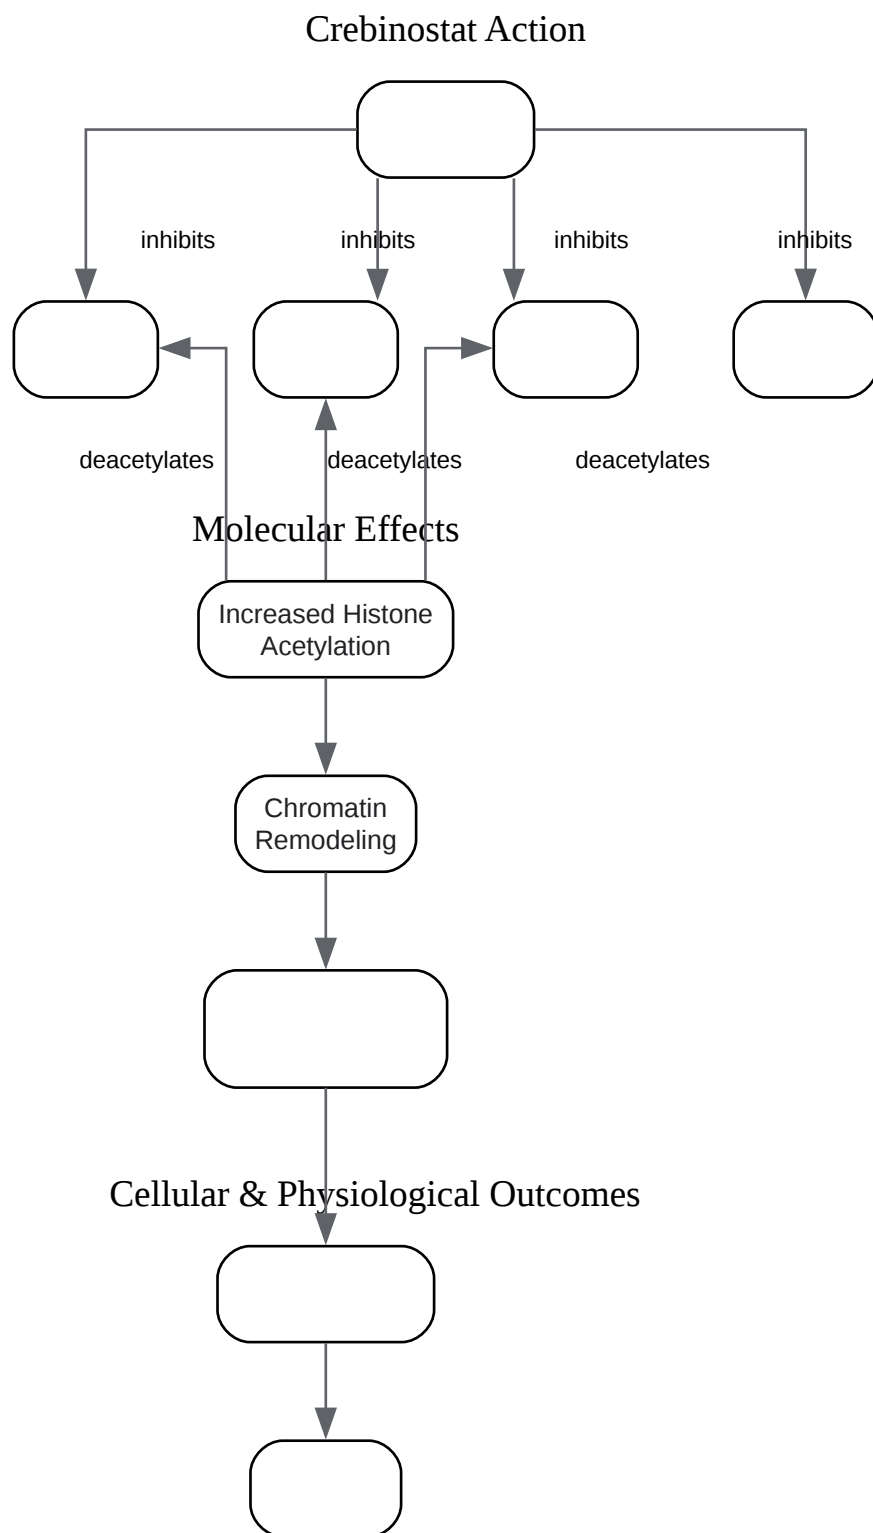 Crebinostat Action
inhibits inhibits inhibits inhibits
deacetylates deacetylates deacetylates
Molecular Effects
Increased Histone
Acetylation
Chromatin
Remodeling
Cellular & Physiological Outcomes